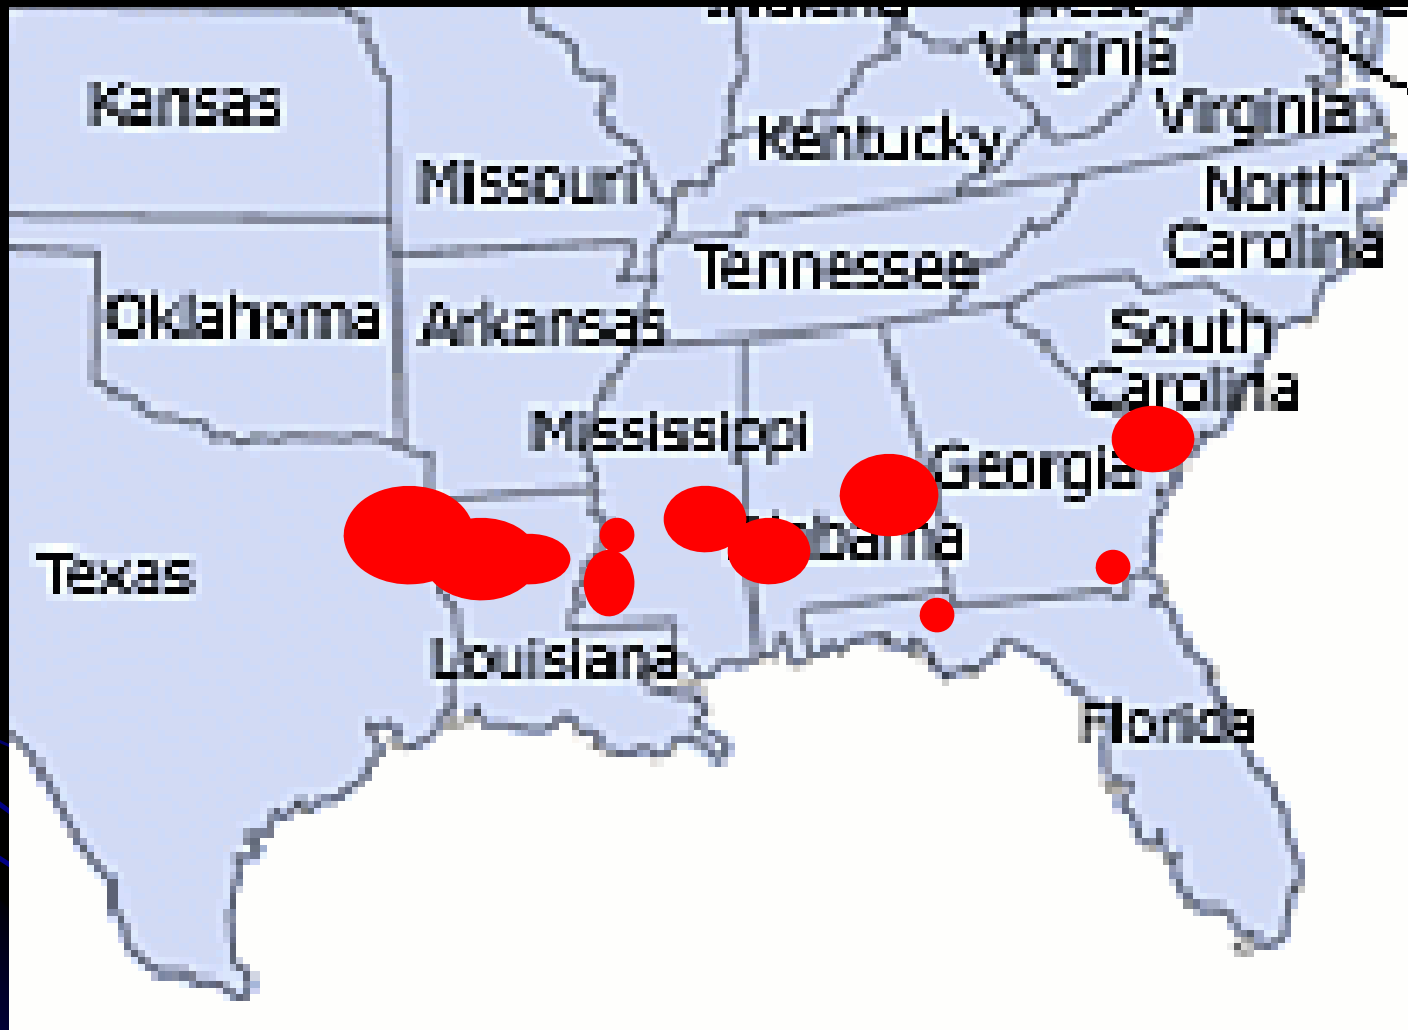 Virginia
Kansas
Virginia
Kentucky
Missouri
North
Carolina
Tennessee
Oklahoma
Arkansas
South
Carolina
Mississippi
Georgia
Texas
Louisiana
Florida